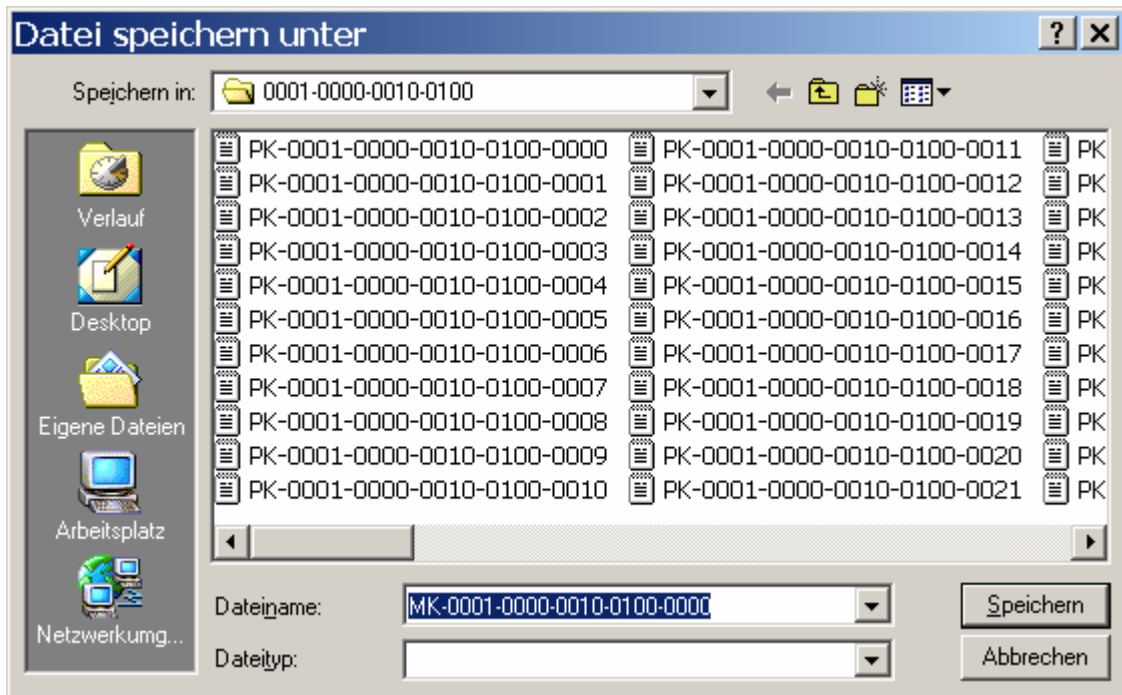 Datei speichern unter
Speichern in: 0001-0000-0010-0100
Verlauf
Desktop
Eigene Dateien
Arbeitsplatz
Netzwerkumg...
PK-0001-0000-0010-0100-0000
PK-0001-0000-0010-0100-0001
PK-0001-0000-0010-0100-0002
PK-0001-0000-0010-0100-0003
PK-0001-0000-0010-0100-0004
PK-0001-0000-0010-0100-0005
PK-0001-0000-0010-0100-0006
PK-0001-0000-0010-0100-0007
PK-0001-0000-0010-0100-0008
PK-0001-0000-0010-0100-0009
PK-0001-0000-0010-0100-0010
PK-0001-0000-0010-0100-0011
PK-0001-0000-0010-0100-0012
PK-0001-0000-0010-0100-0013
PK-0001-0000-0010-0100-0014
PK-0001-0000-0010-0100-0015
PK-0001-0000-0010-0100-0016
PK-0001-0000-0010-0100-0017
PK-0001-0000-0010-0100-0018
PK-0001-0000-0010-0100-0019
PK-0001-0000-0010-0100-0020
PK-0001-0000-0010-0100-0021
PK
PK
PK
PK
PK
PK
PK
PK
PK
PK
PK
Dateiname: MK-0001-0000-0010-0100-0000
Speichern
Dateityp:
Abbrechen